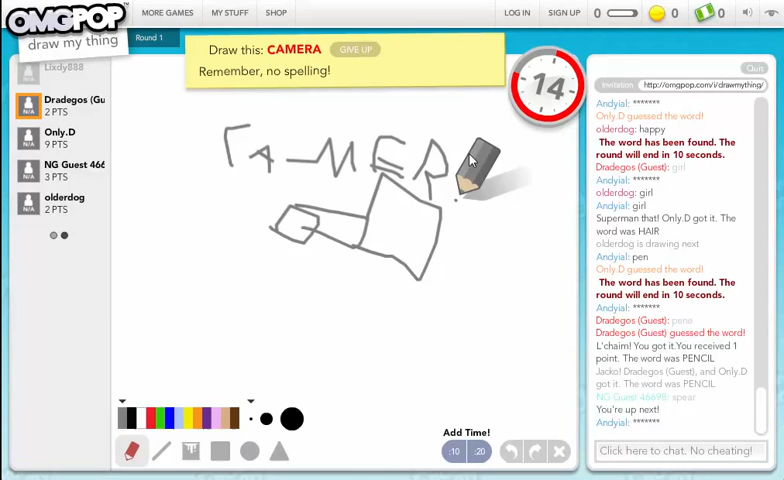 OMGPOP
draw my thing
MORE GAMES
MY STUFF
SHOP
LOG IN
SIGN UP
0
0
0
Round 1
Draw this: CAMERA
GIVE UP
Remember, no spelling!
14
Lixdy888
N/A
Dradegos (Gu
2 PTS
N/A
Only.D
9 PTS
N/A
NG Guest 466
3 PTS
N/A
olderdog
2 PTS
CAMER
Add Time!
:10
:20
Quit
Invitation
http://omgpop.com/i/drawmything/
Andyial: *******
Only.D guessed the word!
olderdog: happy
The word has been found. The
round will end in 10 seconds.
Dradegos (Guest): girl
Andyial: *******
olderdog: girl
Andyial: girl
Superman that! Only.D got it. The
word was HAIR
olderdog is drawing next
Andyial: pen
Only.D guessed the word!
The word has been found. The
round will end in 10 seconds.
Andyial: *******
Dradegos (Guest): pene
Dradegos (Guest) guessed the word!
L'chaim! You got it.You received 1
point. The word was PENCIL
Jacko! Dradegos (Guest), and Only.D
got it. The word was PENCIL
NG Guest 46698: spear
You're up next!
Andyial: *******
Click here to chat. No cheating!